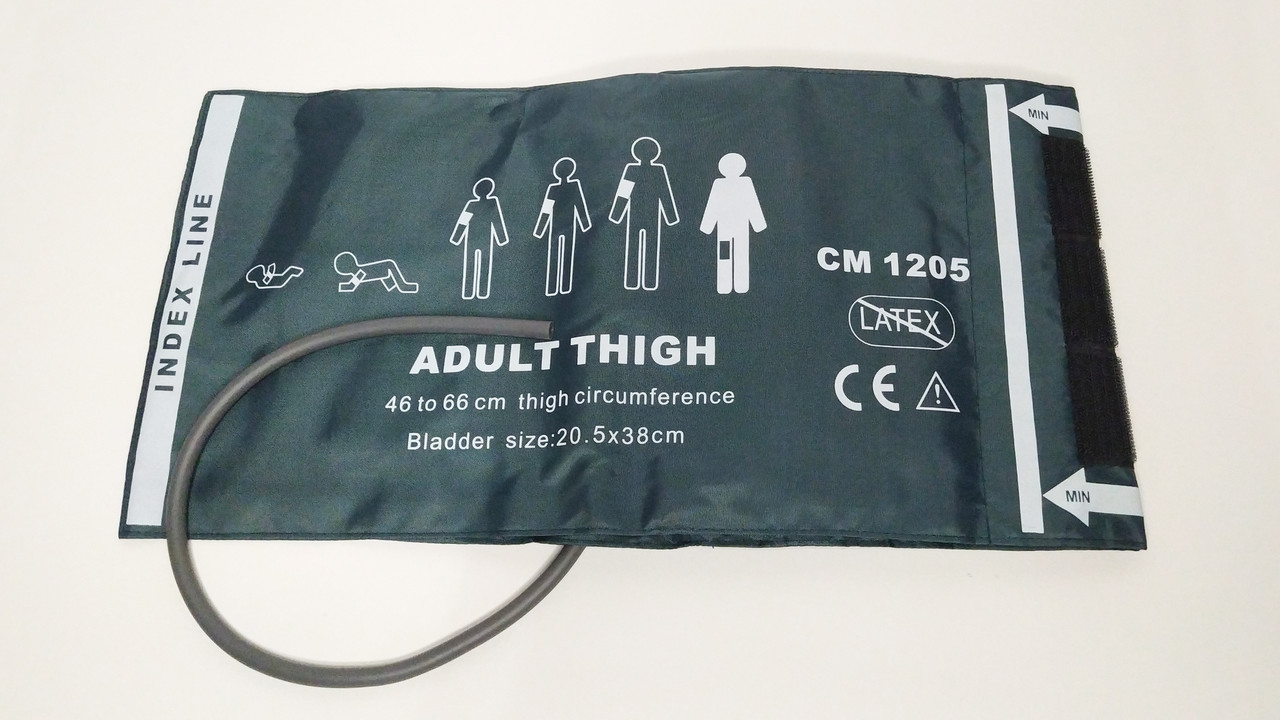 INDEX LINE
MIN
CM 1205
LATEX
ADULT THIGH
46 to 66 cm thigh circumference
CE
Bladder size:20.5x38cm
MIN